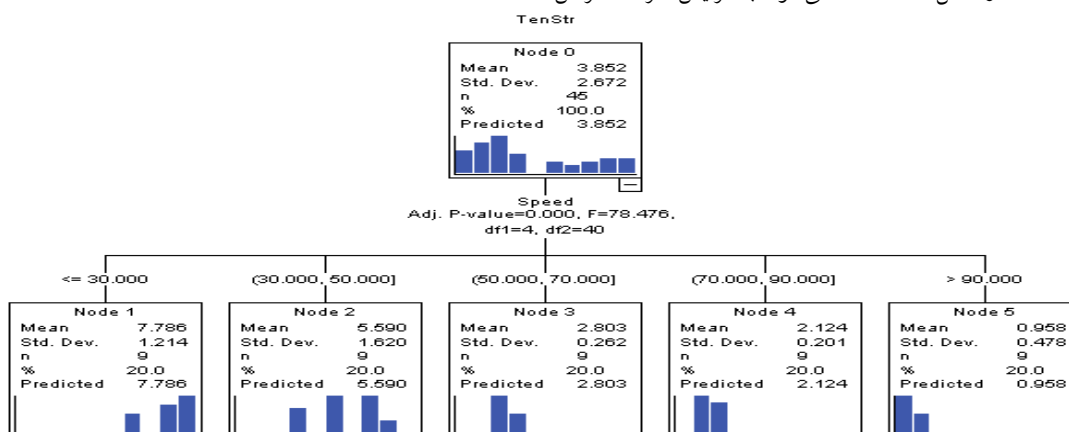 TenStr
Node 0
Mean 3.852
Std. Dev. 2.672
n 45
% 100.0
Predicted 3.852
Speed
Adj. P-value=0.000, F=78.476,
df1=4, df2=40
<= 30.000
(30.000, 50.000]
(50.000, 70.000]
(70.000, 90.000]
> 90.000
Node 1
Mean 7.786
Std. Dev. 1.214
n 9
% 20.0
Predicted 7.786
Node 2
Mean 5.590
Std. Dev. 1.620
n 9
% 20.0
Predicted 5.590
Node 3
Mean 2.803
Std. Dev. 0.262
n 9
% 20.0
Predicted 2.803
Node 4
Mean 2.124
Std. Dev. 0.201
n 9
% 20.0
Predicted 2.124
Node 5
Mean 0.958
Std. Dev. 0.478
n 9
% 20.0
Predicted 0.958